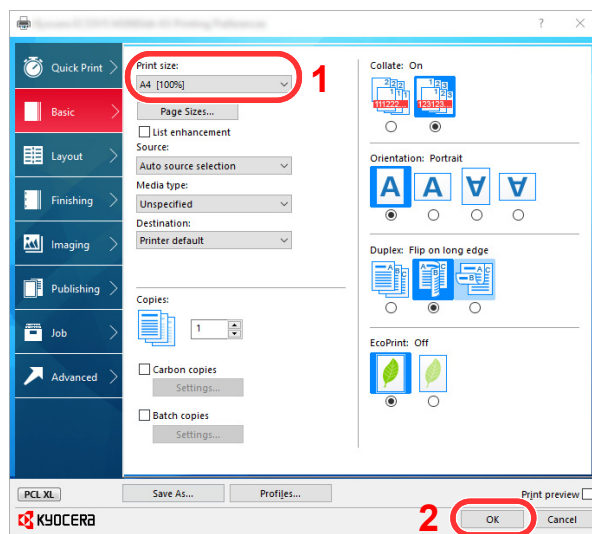 ?
Quick Print
Basic
Layout
Finishing
Imaging
Publishing
Job
Advanced
Print size:
A4 [100%]
1
Page Sizes...
List enhancement
Source:
Auto source selection
Media type:
Unspecified
Destination:
Printer default
Copies:
1
Carbon copies
Settings...
Batch copies
Settings...
Collate: On
111222
123123
Orientation: Portrait
A A A A
Duplex: Flip on long edge
EcoPrint: Off
PCL XL
Save As...
Profiles...
Print preview
KYOCERA
2
OK
Cancel